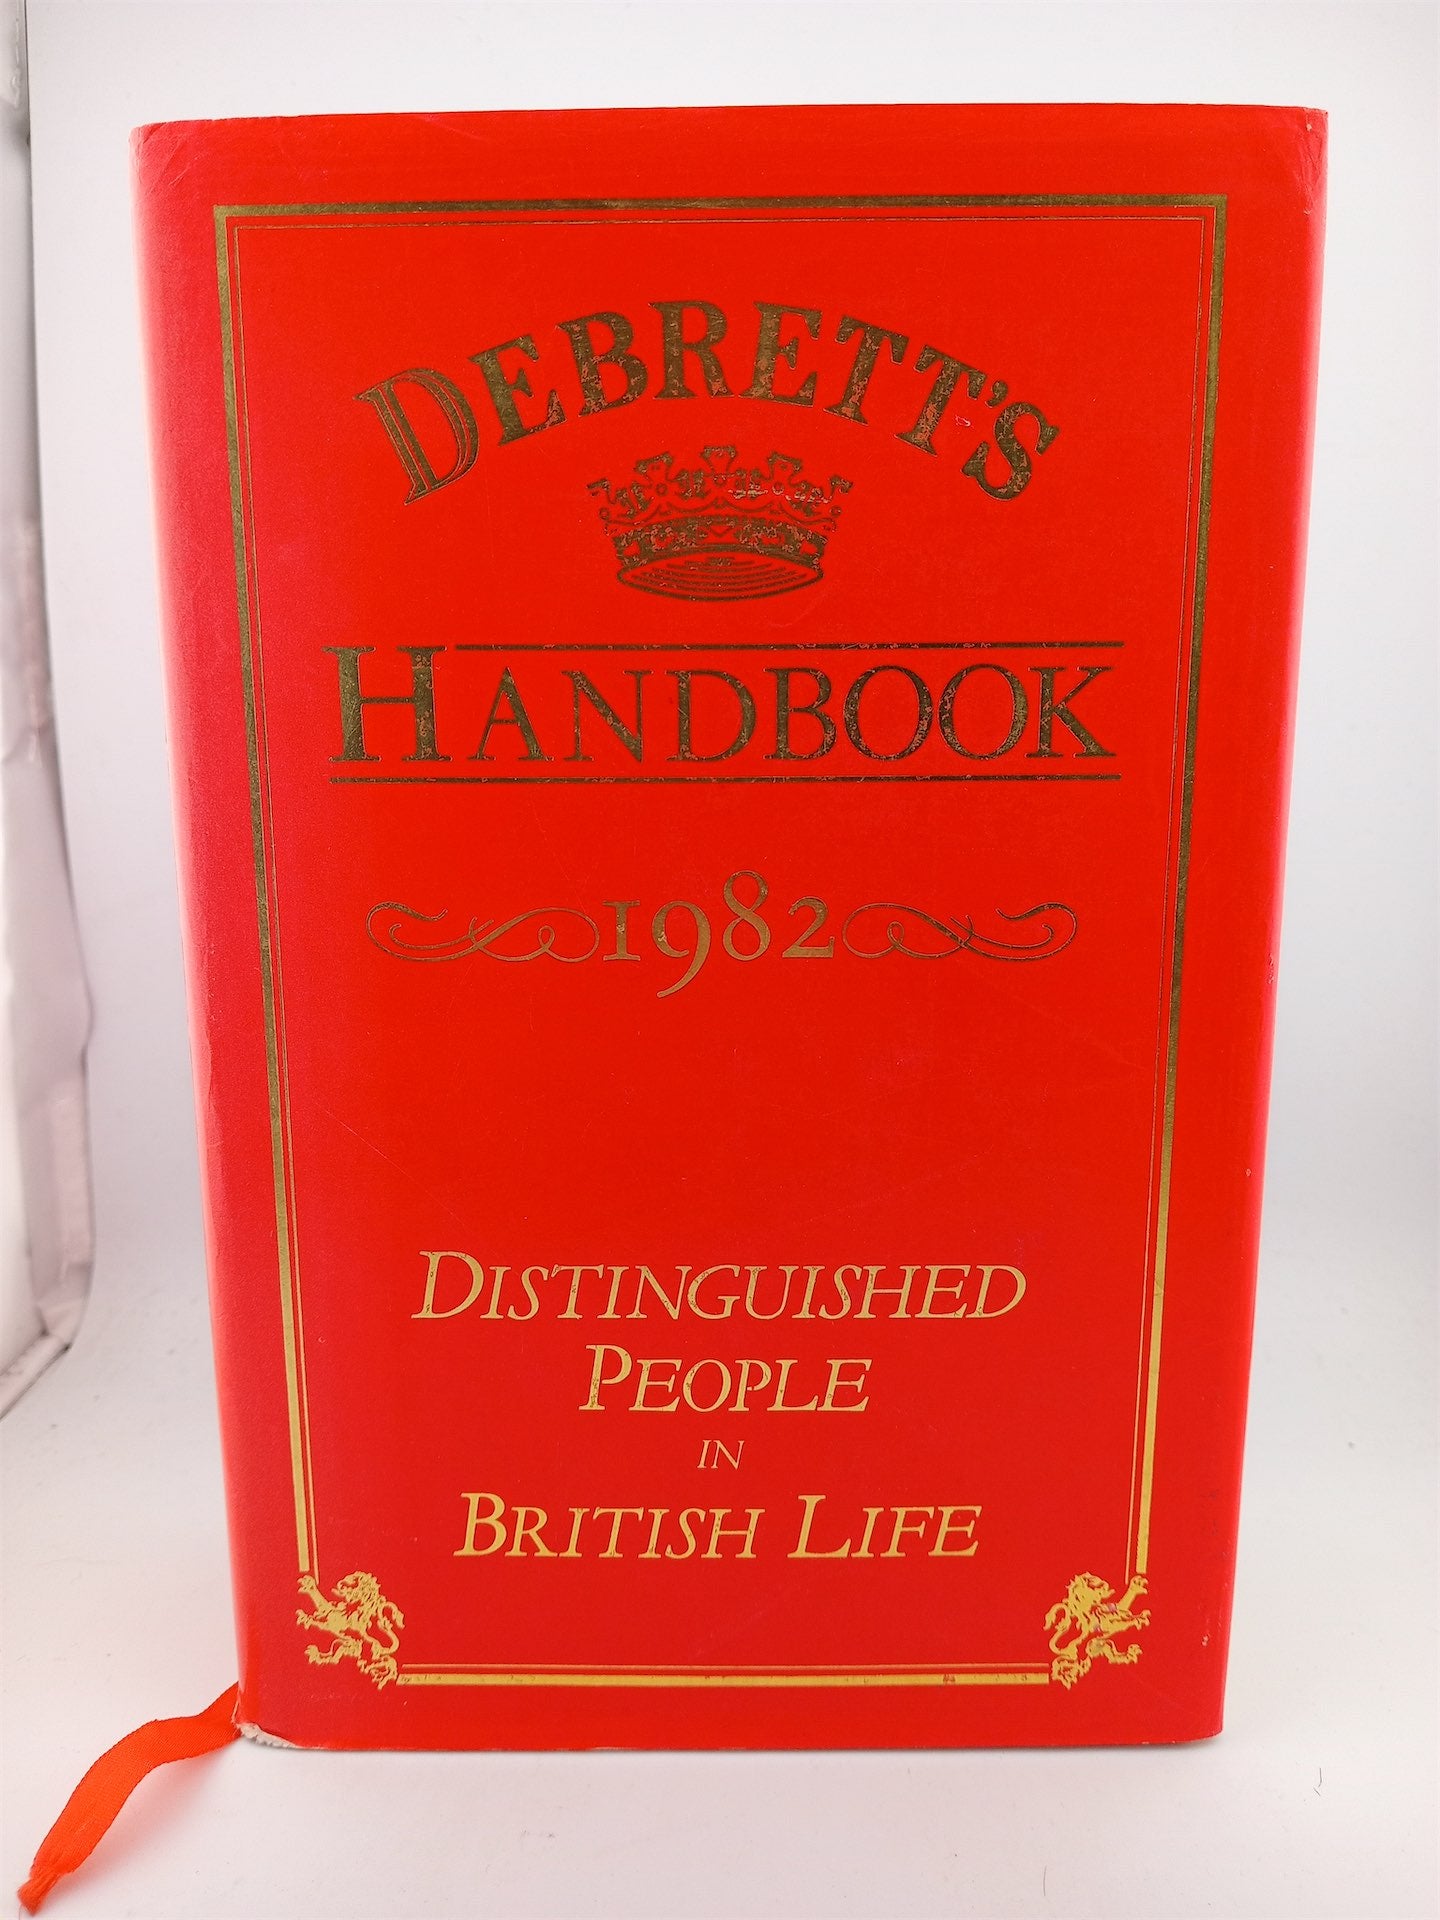 DEBRETT'S
HANDBOOK
1982
DISTINGUISHED
PEOPLE
IN
BRITISH LIFE